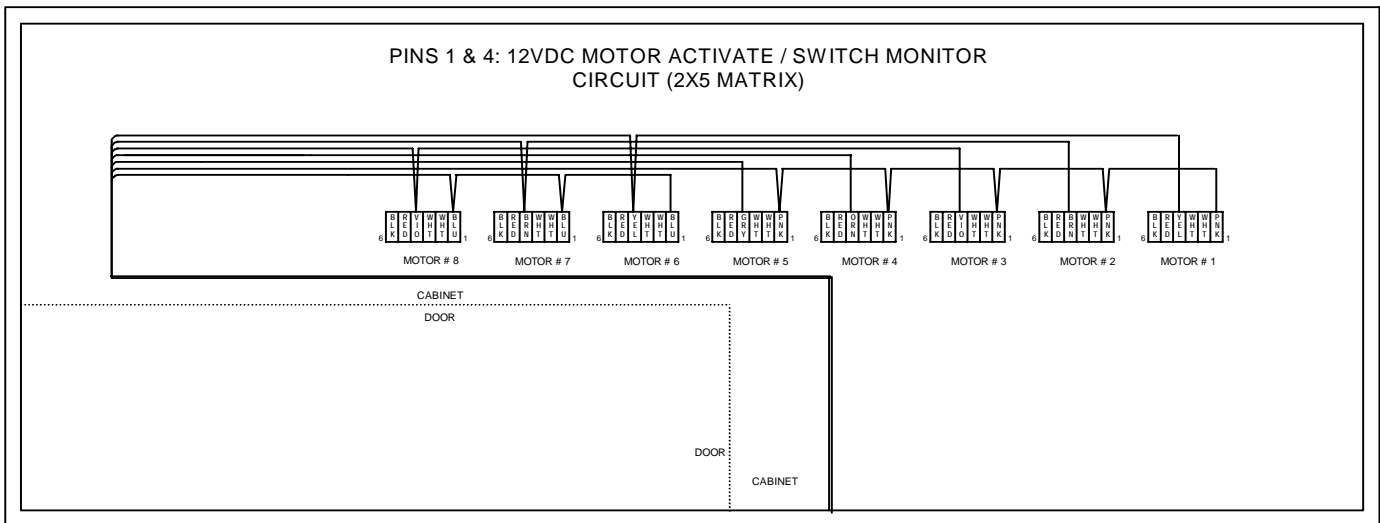 PINS 1 & 4: 12VDC MOTOR ACTIVATE / SWITCH MONITOR
CIRCUIT (2X5 MATRIX)
6 BLK RED VIO WHT WHT BLU 1
MOTOR # 8
6 BLK RED BRN WHT WHT BLU 1
MOTOR # 7
6 BLK RED YEL WHT WHT BLU 1
MOTOR # 6
6 BLK RED GRY WHT WHT PNK 1
MOTOR # 5
6 BLK RED ORN WHT WHT PNK 1
MOTOR # 4
6 BLK RED VIO WHT WHT PNK 1
MOTOR # 3
6 BLK RED BRN WHT WHT PNK 1
MOTOR # 2
6 BLK RED YEL WHT WHT PNK 1
MOTOR # 1
CABINET
DOOR
DOOR
CABINET